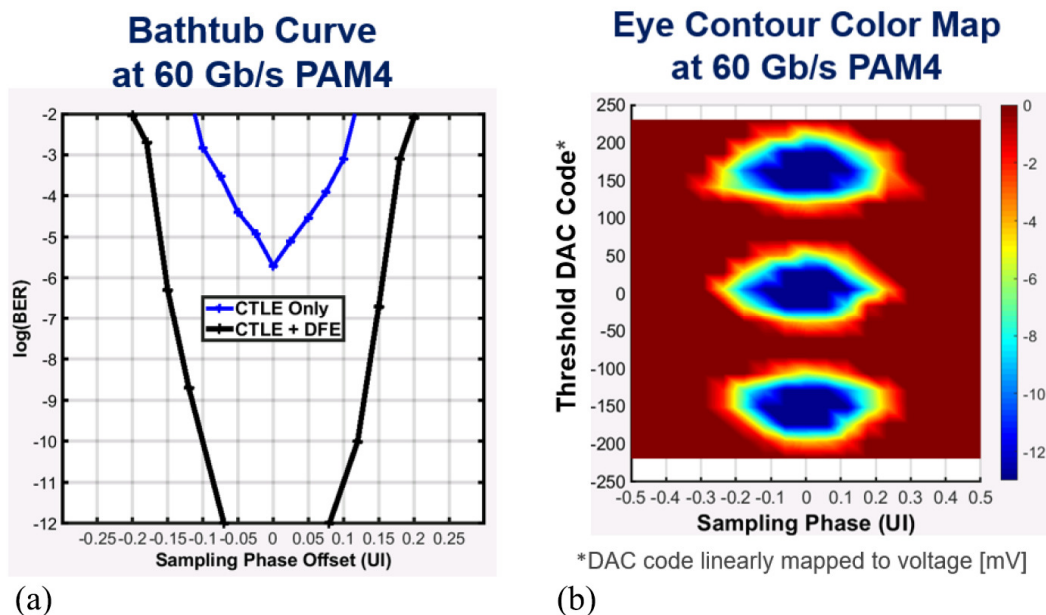 Bathtub Curve
at 60 Gb/s PAM4
-2
-3
-4
-5
-6
-7
-8
-9
-10
-11
-12
log(BER)
CTLE Only
CTLE + DFE
-0.25 -0.2 -0.15 -0.1 -0.05 0 0.05 0.1 0.15 0.2 0.25
Sampling Phase Offset (UI)
(a)
Eye Contour Color Map
at 60 Gb/s PAM4
250
200
150
100
50
0
-50
-100
-150
-200
-250
Threshold DAC Code*
-0.5 -0.4 -0.3 -0.2 -0.1 0 0.1 0.2 0.3 0.4 0.5
Sampling Phase (UI)
0
-2
-4
-6
-8
-10
-12
*DAC code linearly mapped to voltage [mV]
(b)